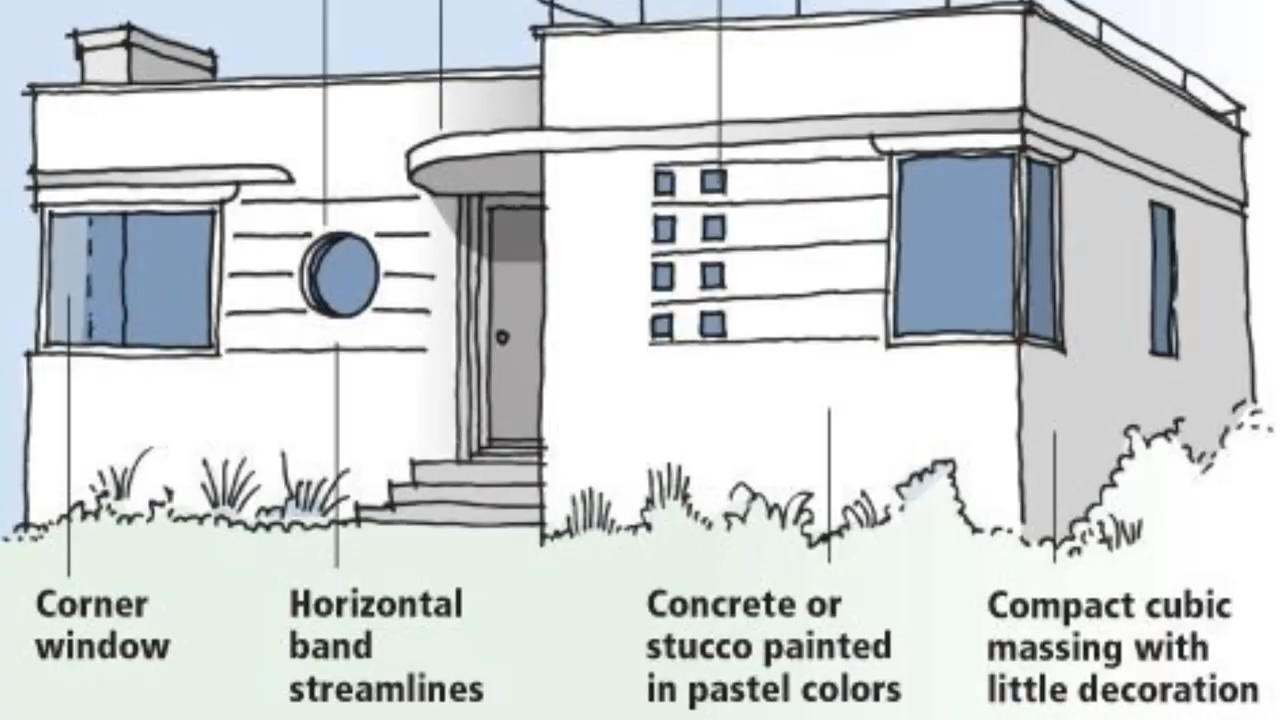 Corner
window
Horizontal
band
streamlines
Concrete or
stucco painted
in pastel colors
Compact cubic
massing with
little decoration